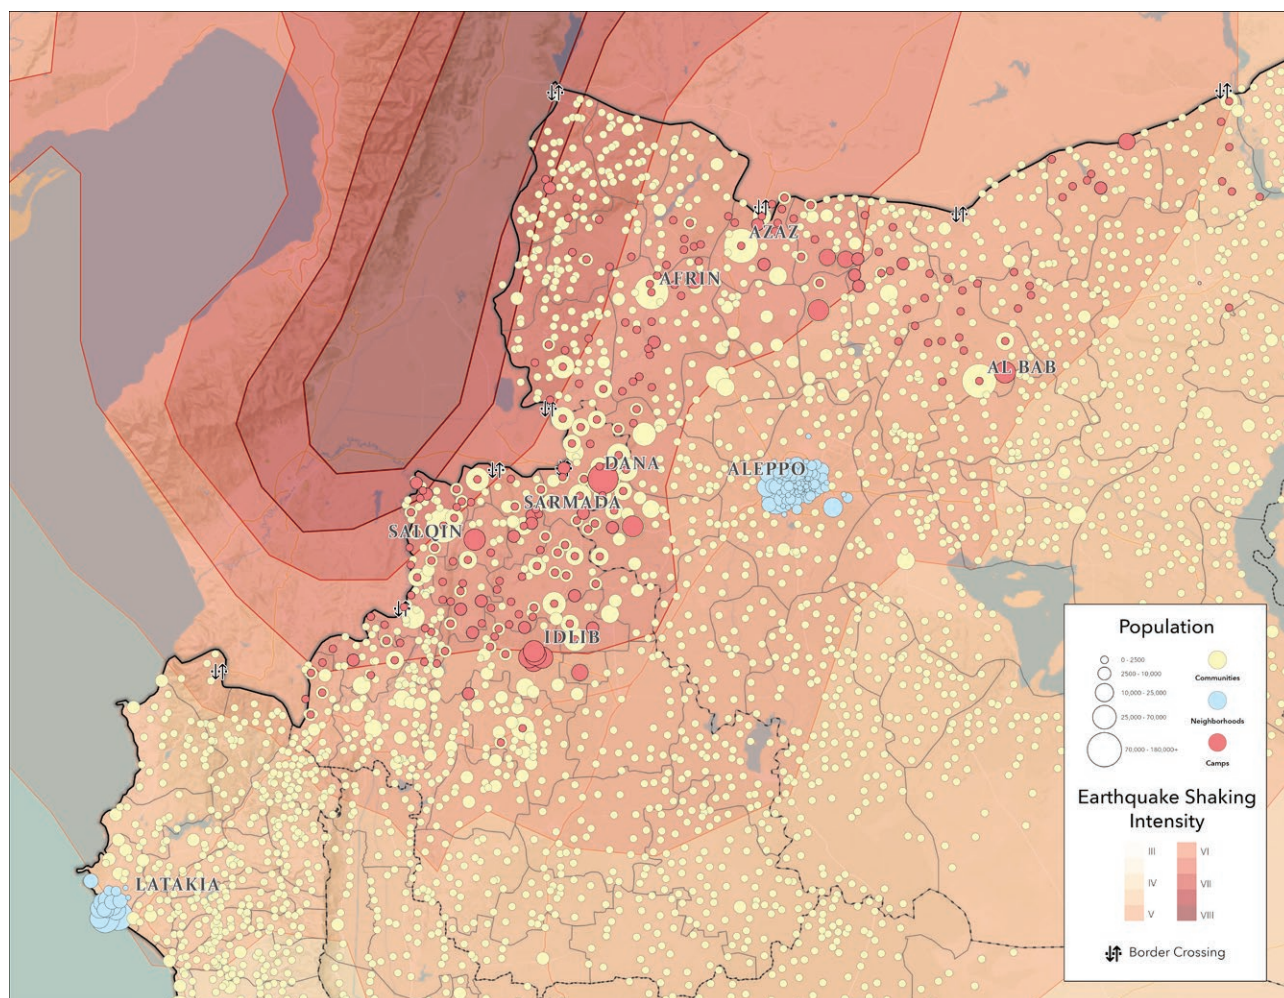 AZAZ
AFRIN
AL BAB
DANA
ALEPPO
SARMADA
SALQIN
IDLIB
LATAKIA
Population
0 - 2500
2500 - 10,000
10,000 - 25,000
25,000 - 70,000
70,000 - 160,000+
Communities
Neighborhoods
Camps
Earthquake Shaking
Intensity
III
IV
V
VI
VII
VIII
Border Crossing